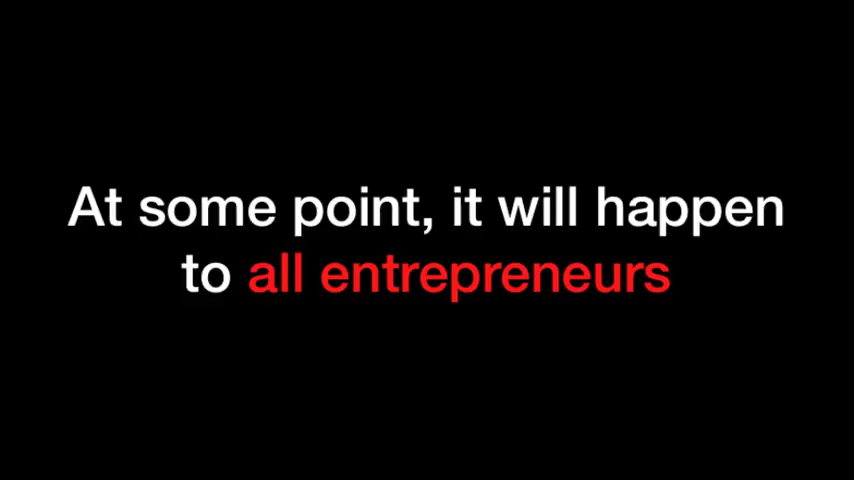 At some point, it will happen
to all entrepreneurs